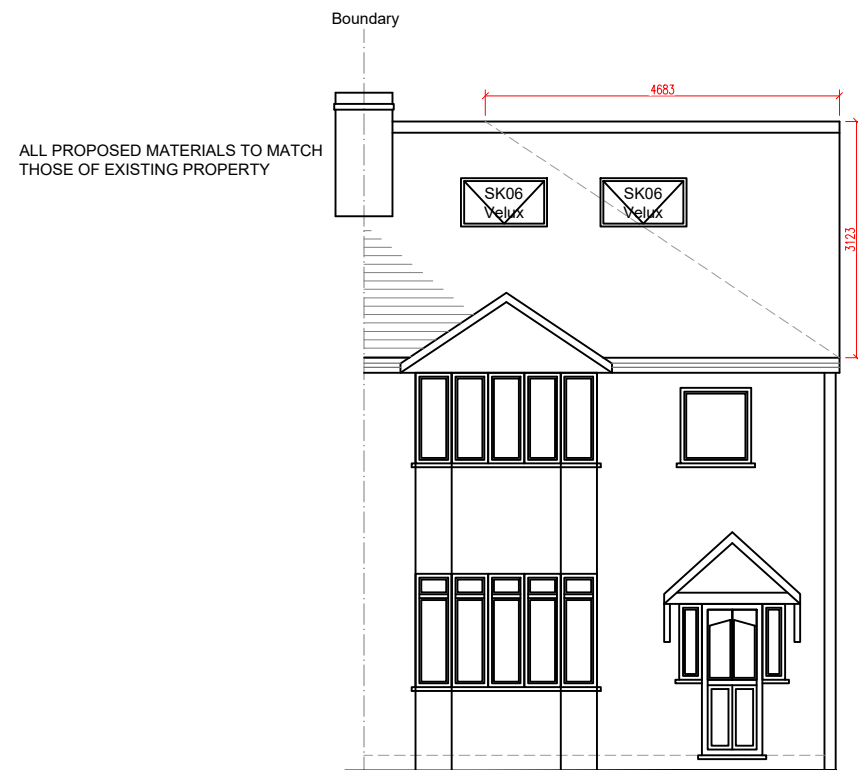 Boundary
4683
ALL PROPOSED MATERIALS TO MATCH
THOSE OF EXISTING PROPERTY
SK06
Velux
SK06
Velux
3123